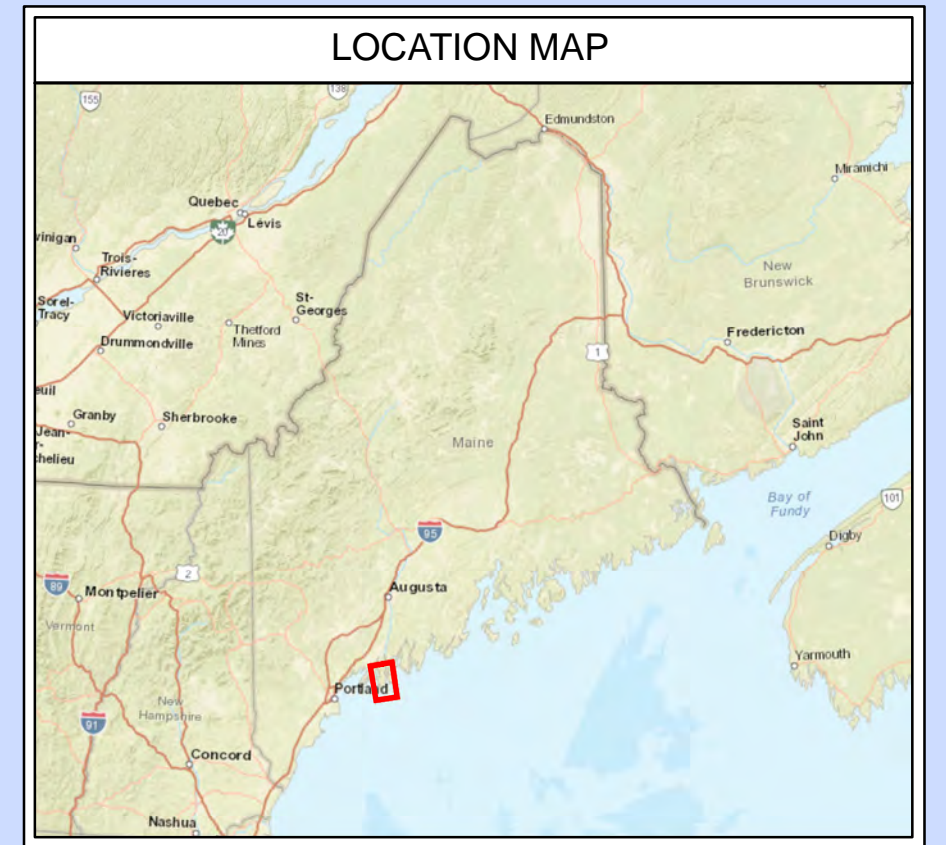 LOCATION MAP
155
138
Edmundston
Miramichi
Quebec
Lévis
20
vinigan
Trois-
Rivieres
New
Brunswick
Sorel-
Tracy
Victoriaville
St-
Georges
Thetford
Mines
Drummondville
Fredericton
1
euil
Granby
Sherbrooke
Jean-
r-
chelieu
Maine
Saint
John
Bay of
Fundy
101
95
Digby
2
89
Montpelier
Augusta
Vermont
Yarmouth
Portland
New
Hampshire
91
Concord
Nashua